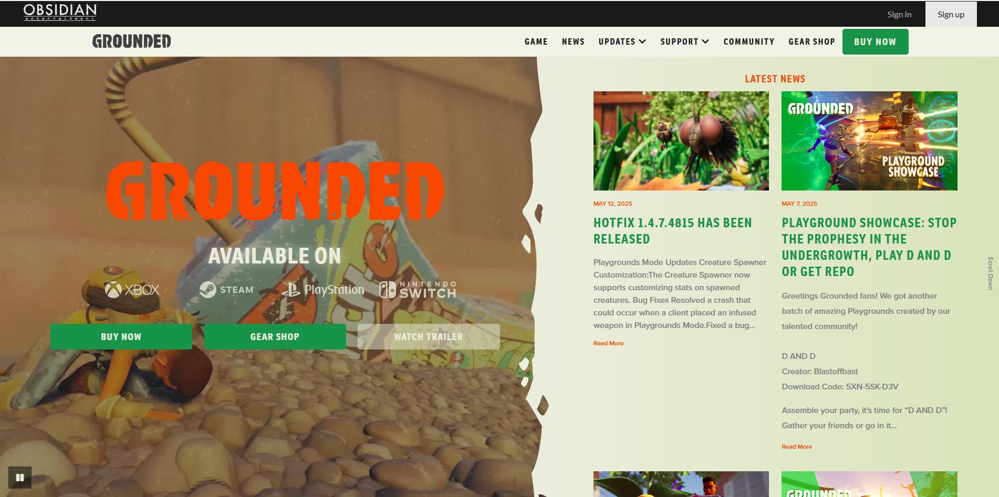 OBSIDIAN
entertainment
Sign in
Sign up
GROUNDED
GAME
NEWS
UPDATES
SUPPORT
COMMUNITY
GEAR SHOP
BUY NOW
GROUNDED
AVAILABLE ON
XBOX
STEAM
PlayStation
NINTENDO
SWITCH
BUY NOW
GEAR SHOP
WATCH TRAILER
LATEST NEWS
MAY 12, 2025
HOTFIX 1.4.7.4815 HAS BEEN
RELEASED
Playgrounds Mode Updates Creature Spawner
Customization:The Creature Spawner now
supports customizing stats on spawned
creatures. Bug Fixes Resolved a crash that
could occur when a client placed an infused
weapon in Playgrounds Mode.Fixed a bug...
Read More
GROUNDED
PLAYGROUND
SHOWCASE
MAY 7, 2025
PLAYGROUND SHOWCASE: STOP
THE PROPHESY IN THE
UNDERGROWTH, PLAY D AND D
OR GET REPO
Greetings Grounded fans! We got another
batch of amazing Playgrounds created by our
talented community!
D AND D
Creator: Blastoffbast
Download Code: 5XN-5SK-D3V
Assemble your party, it's time for “D AND D”!
Gather your friends or go in it...
Read More
GROUNDED
Scroll Down